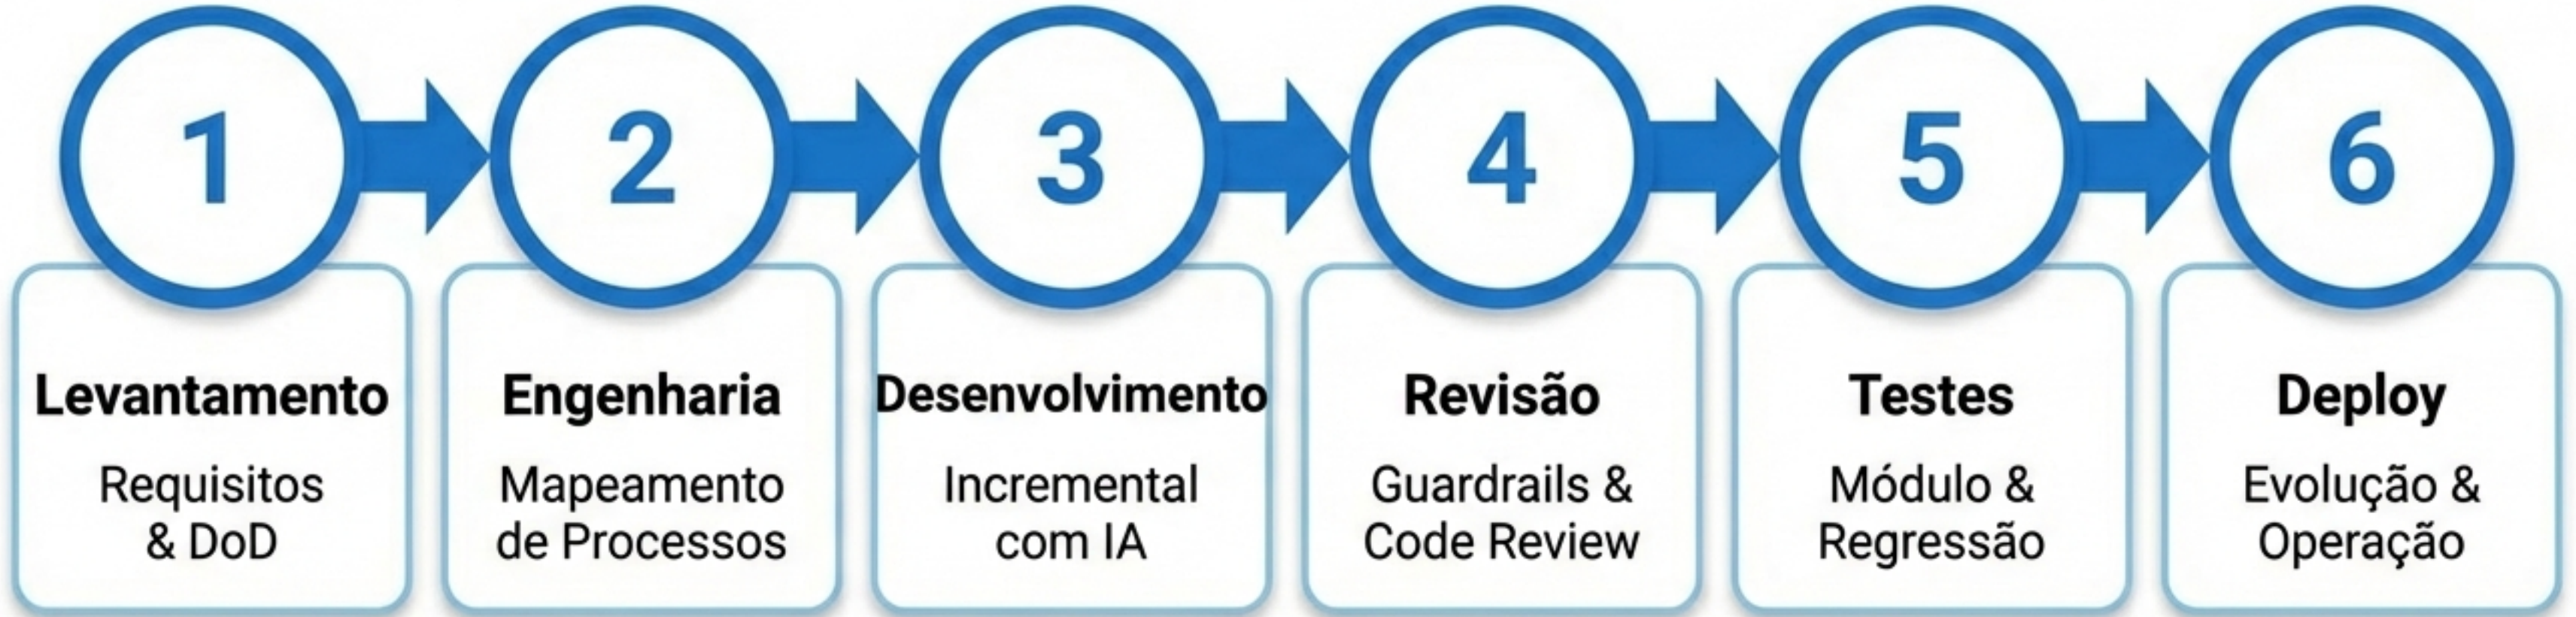 1
2
3
4
5
6
Levantamento
Requisitos
& DoD
Engenharia
Mapeamento
de Processos
Desenvolvimento
Incremental
com IA
Revisão
Guardrails &
Code Review
Testes
Módulo &
Regressão
Deploy
Evolução &
Operação